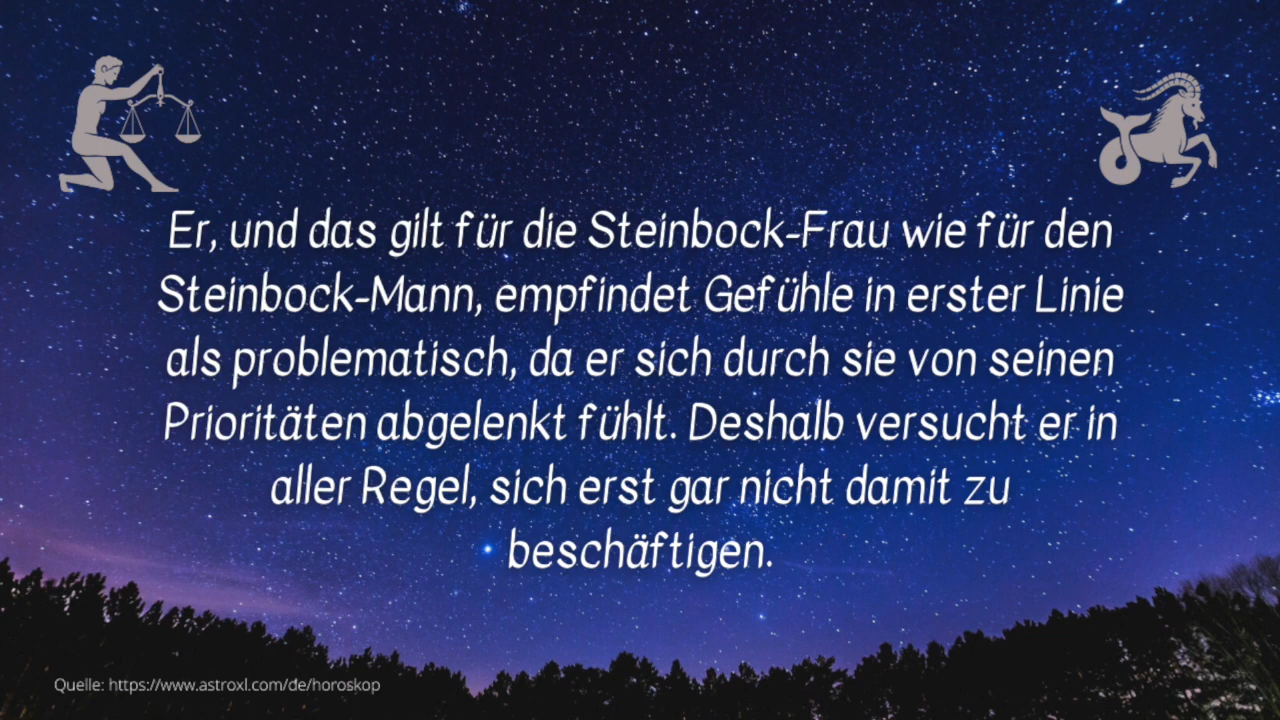 Er, und das gilt für die Steinbock-Frau wie für den
Steinbock-Mann, empfindet Gefühle in erster Linie
als problematisch, da er sich durch sie von seinen
Prioritäten abgelenkt fühlt. Deshalb versucht er in
aller Regel, sich erst gar nicht damit zu
beschäftigen.
Quelle: https://www.astroxl.com/de/horoskop